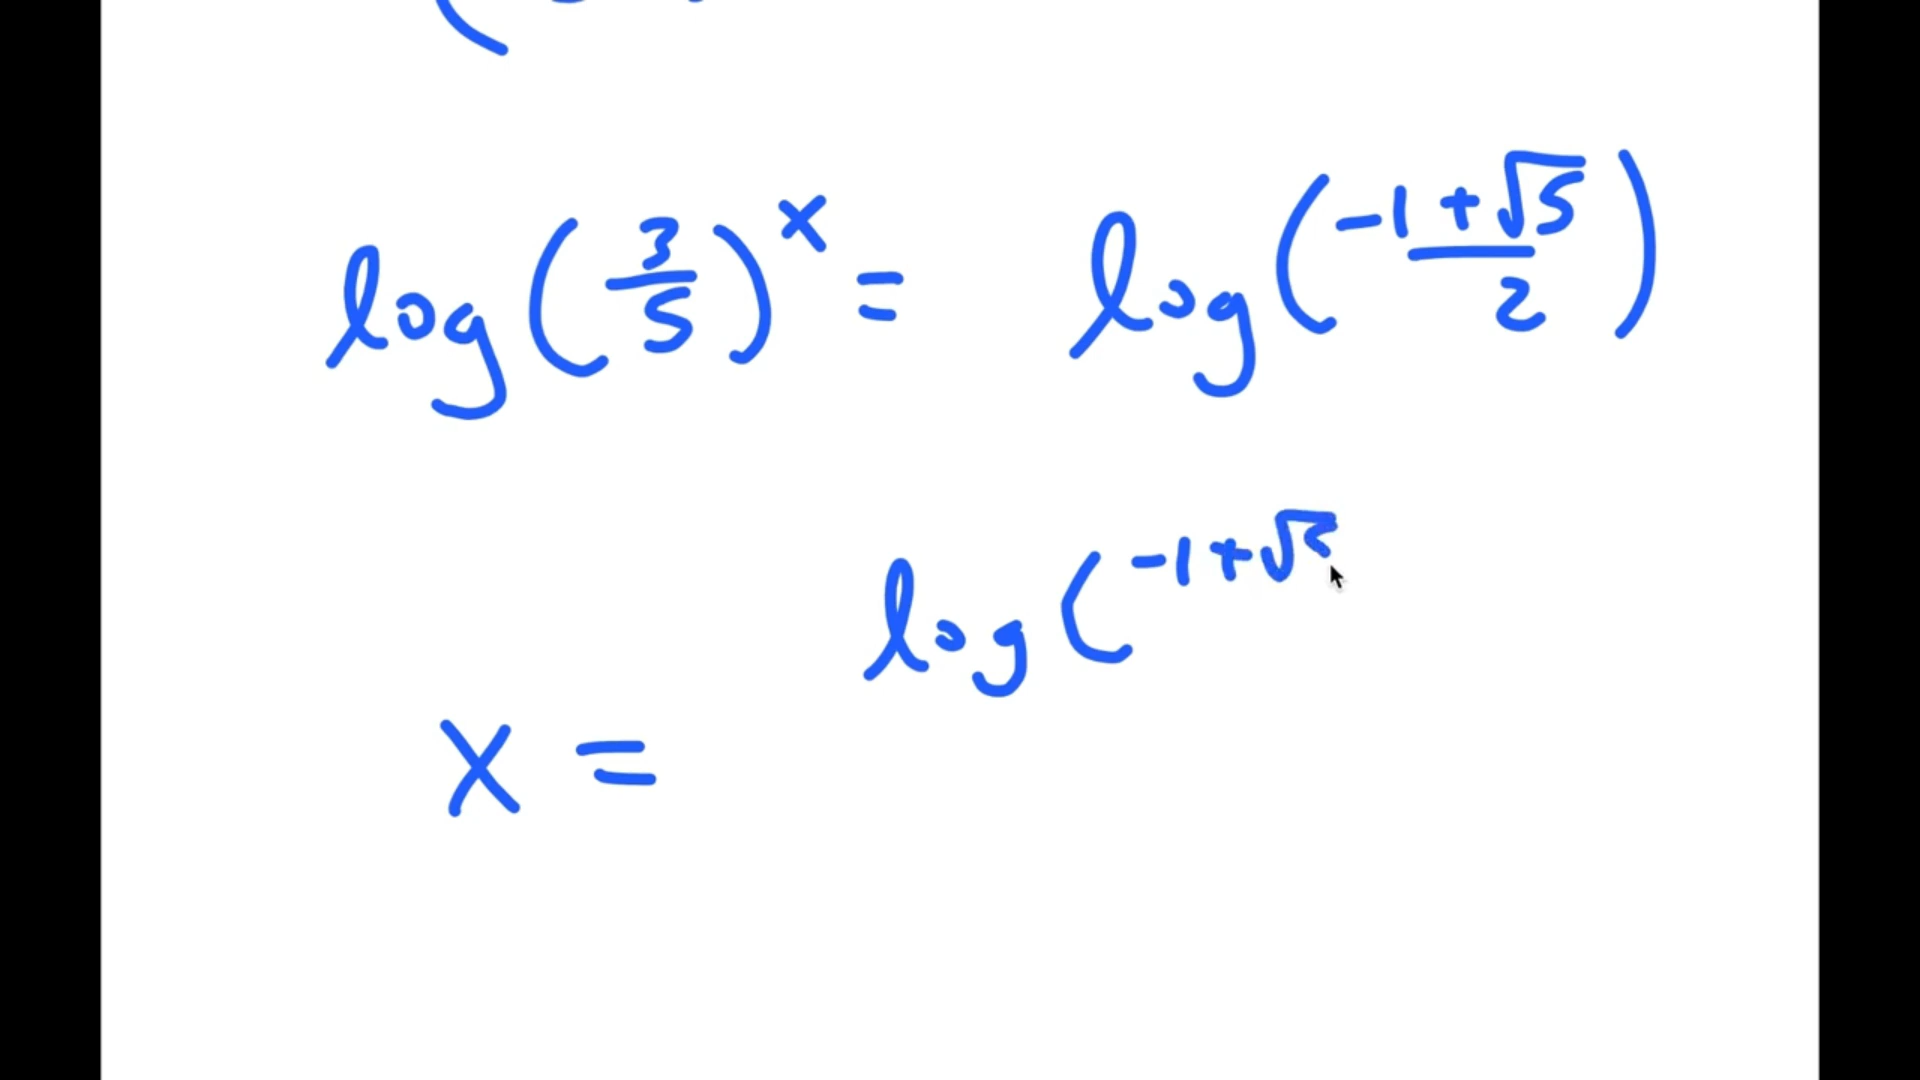 log(3/5)^x = log((-1+√5)/2)
x = log(-1+√5